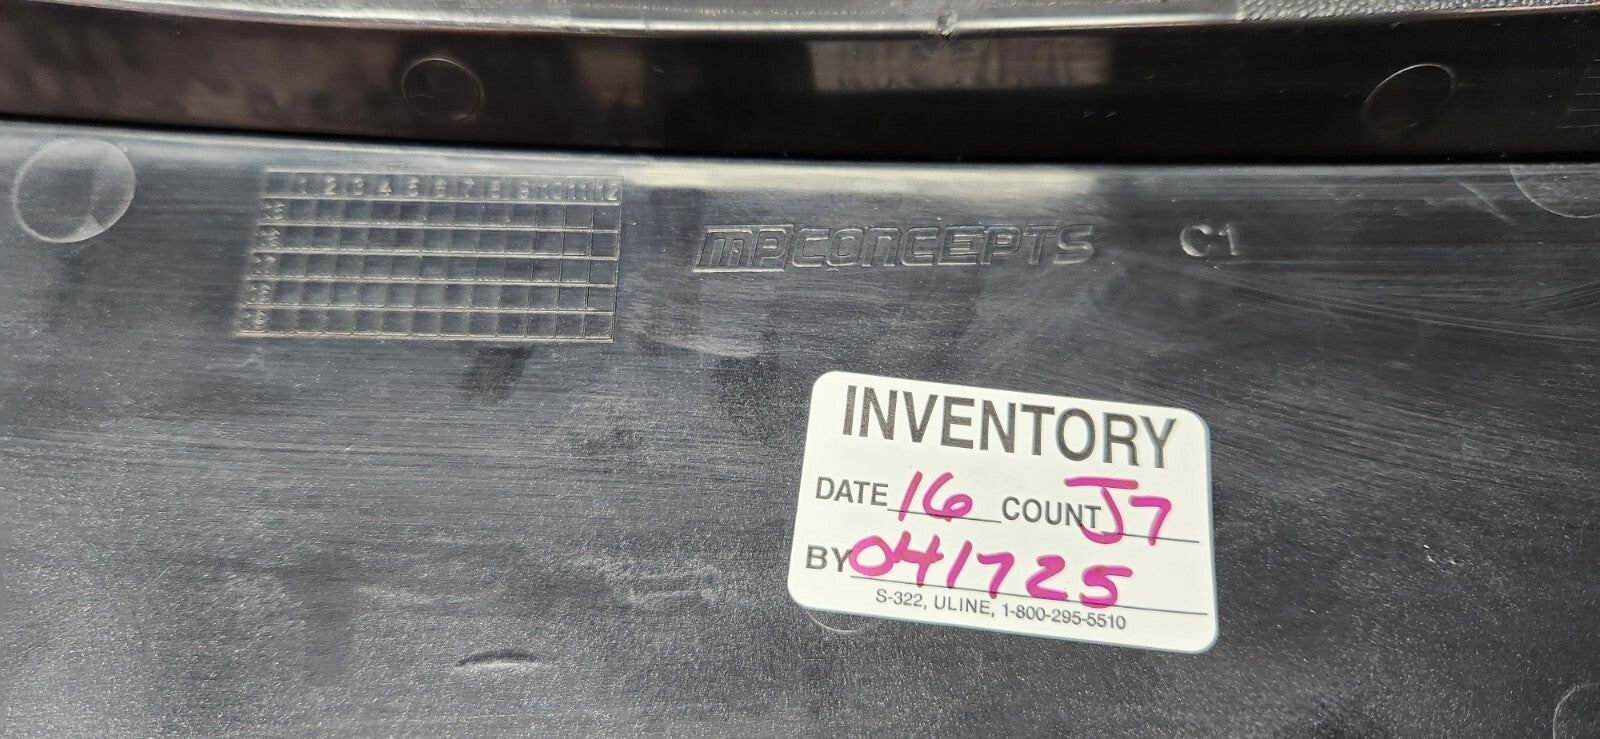 1 2 3 4 5 6 7 8 9 10 11 12
MPCONCEPTS C1
INVENTORY
DATE 16 COUNT J7
BY 041725
S-322, ULINE, 1-800-295-5510